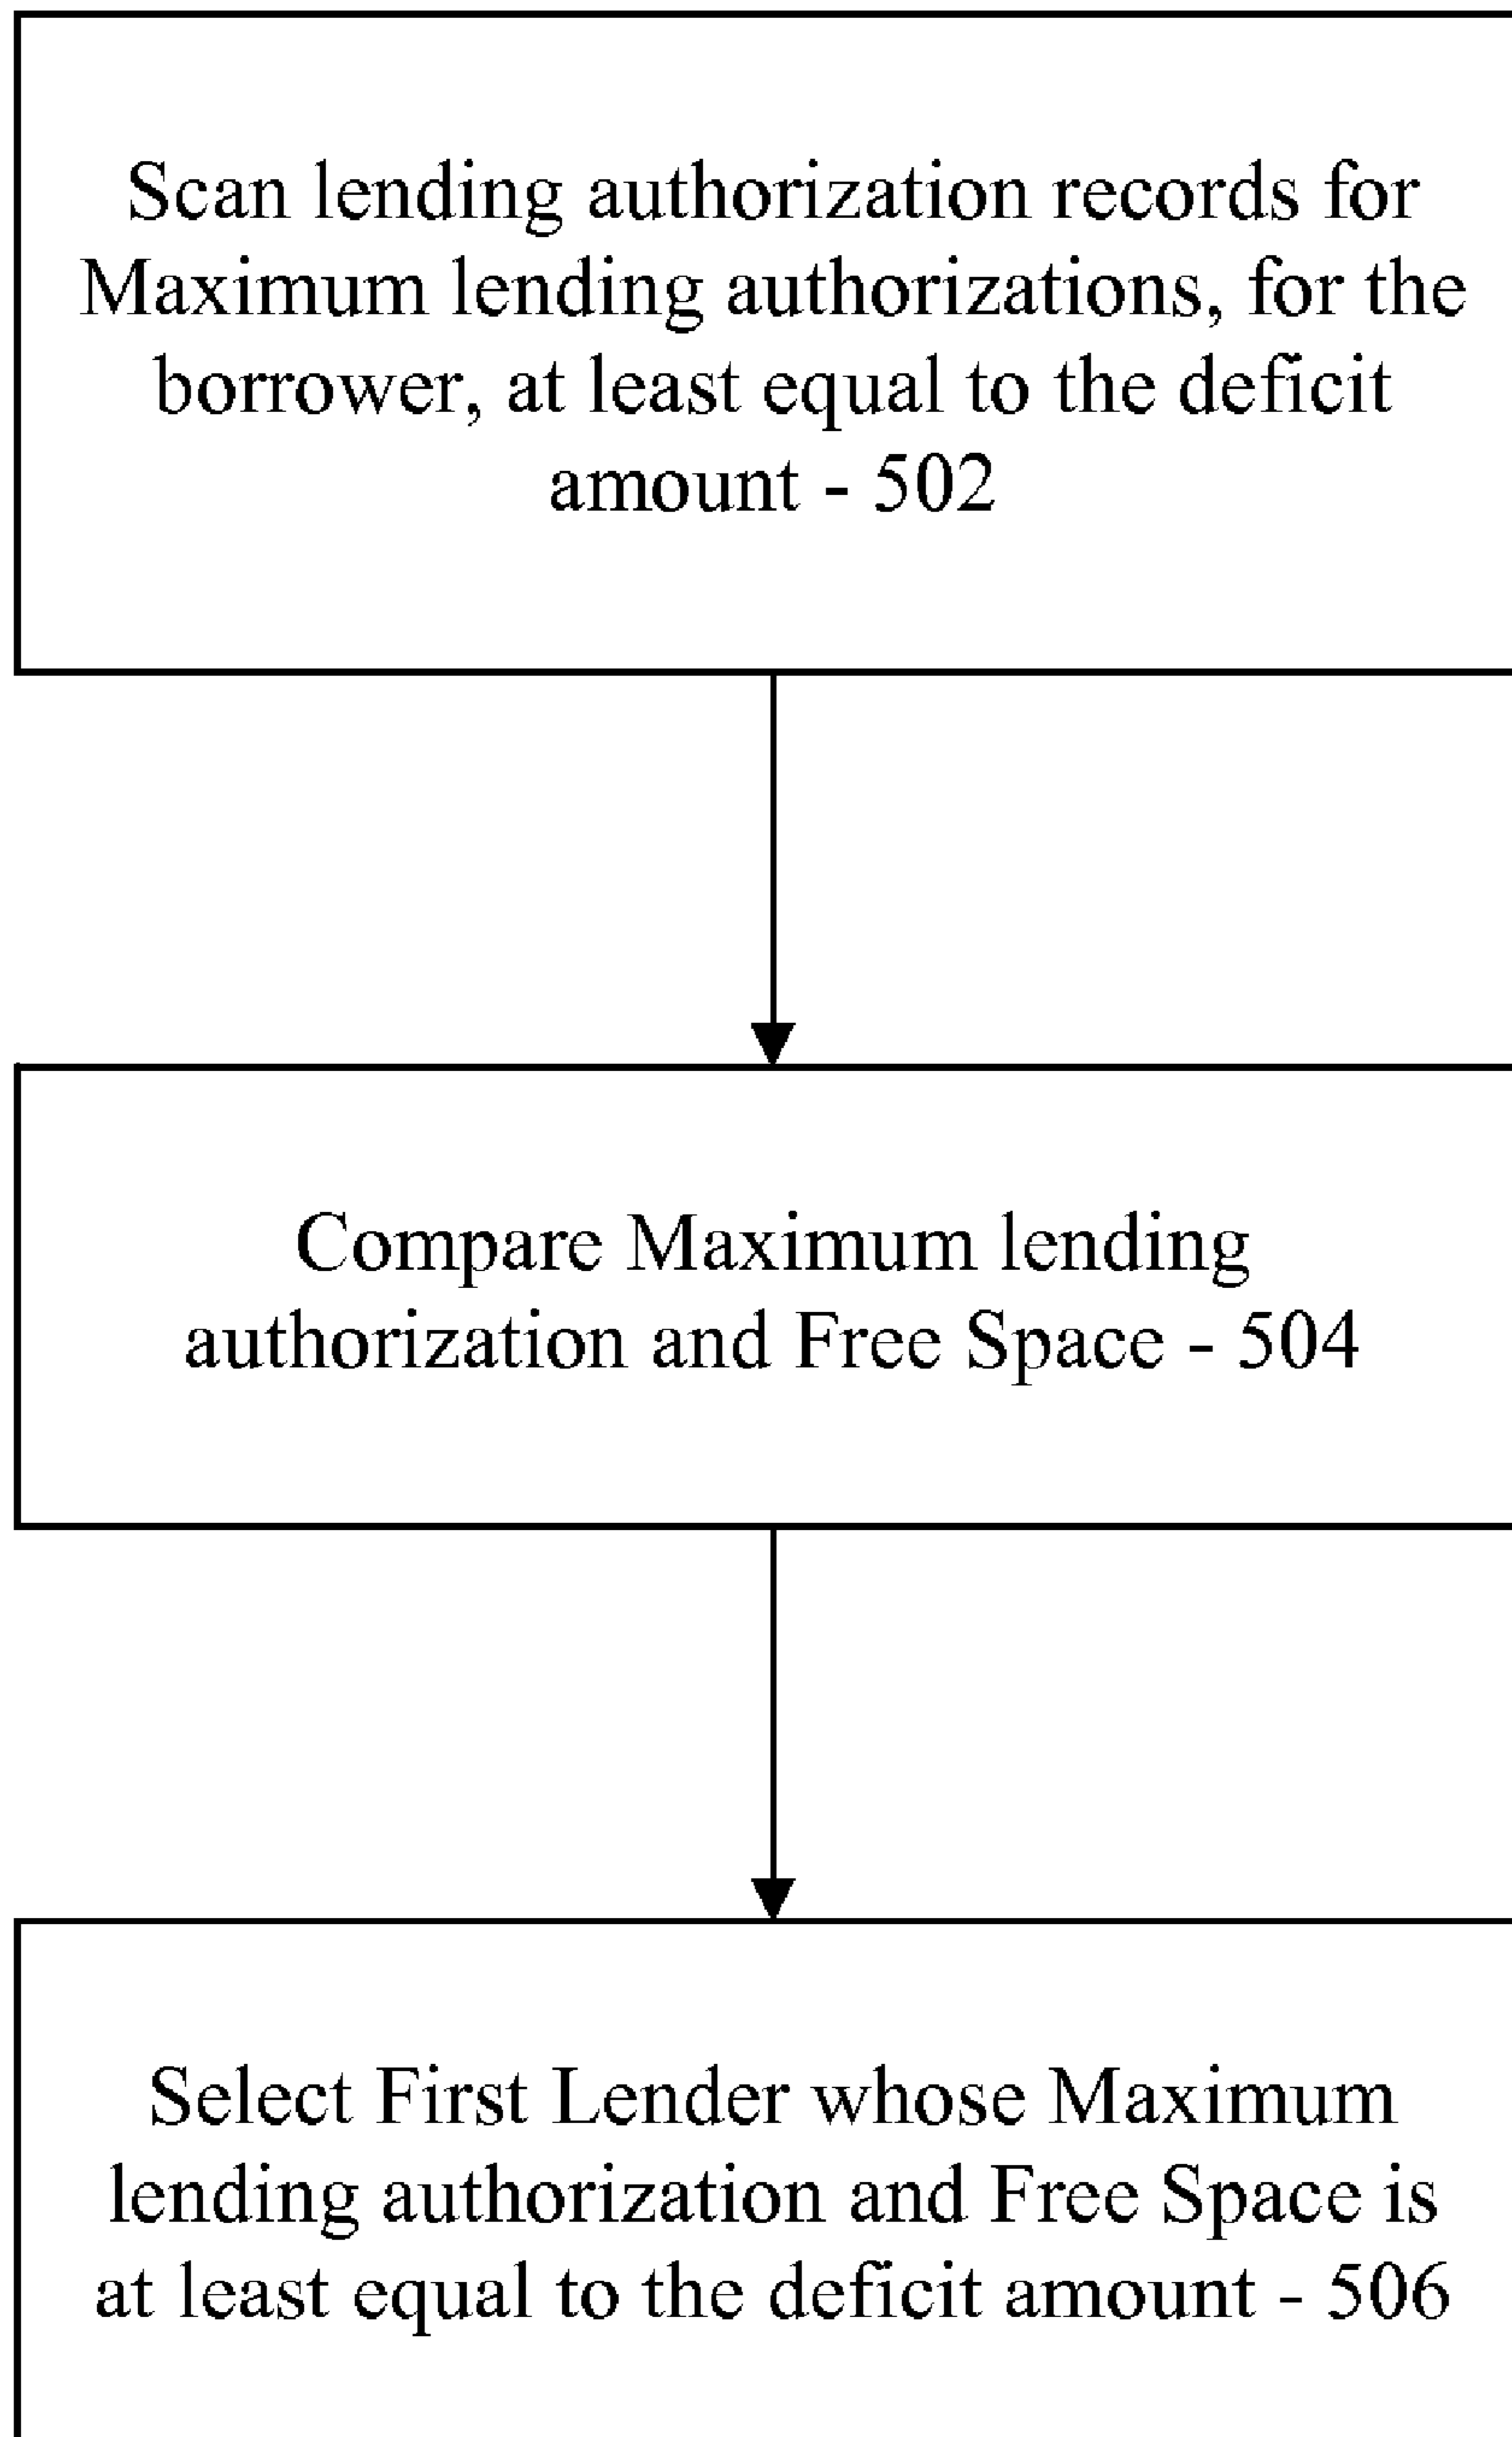 Scan lending authorization records for
Maximum lending authorizations, for the
borrower, at least equal to the deficit
amount - 502
Compare Maximum lending
authorization and Free Space - 504
Select First Lender whose Maximum
lending authorization and Free Space is
at least equal to the deficit amount - 506